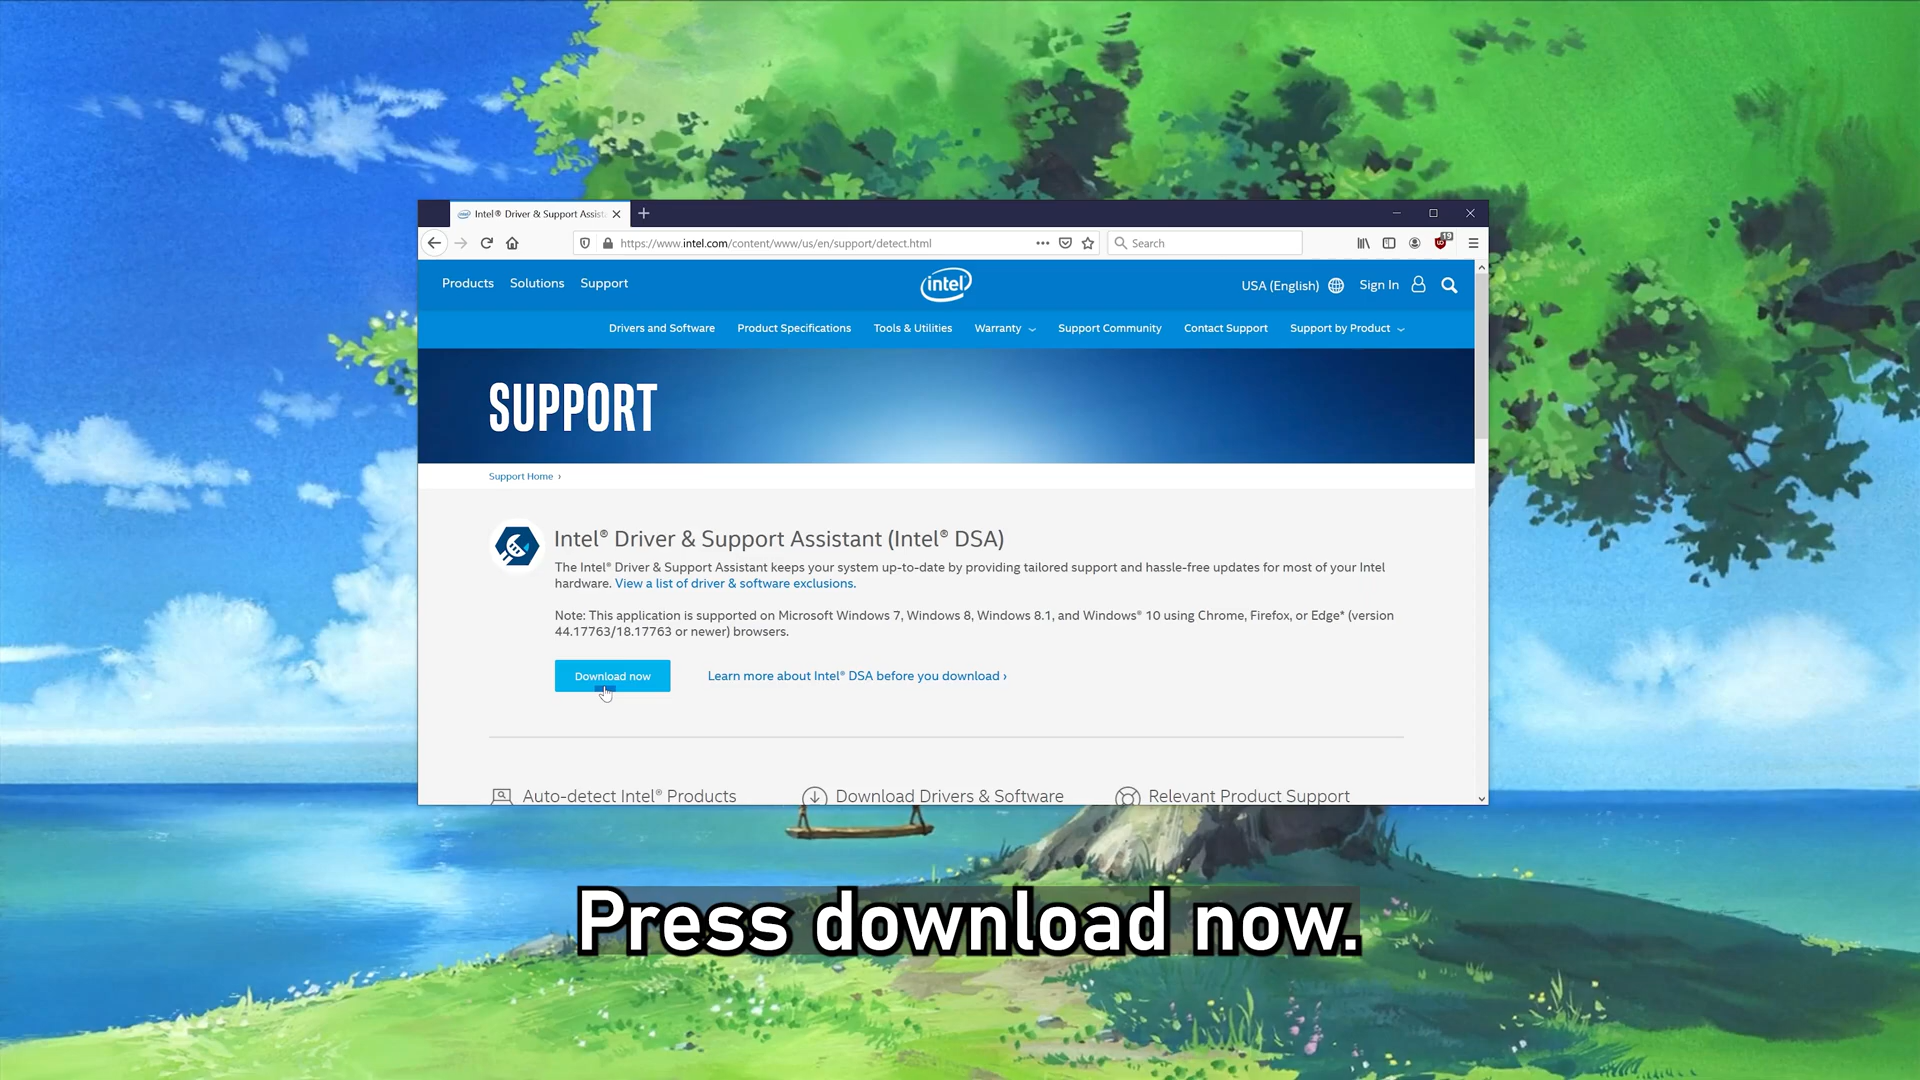 Intel® Driver & Support Assist
https://www.intel.com/content/www/us/en/support/detect.html
Search
19
Products Solutions Support
intel
USA (English) Sign In
Drivers and Software Product Specifications Tools & Utilities Warranty Support Community Contact Support Support by Product
SUPPORT
Support Home ›
Intel® Driver & Support Assistant (Intel® DSA)
The Intel® Driver & Support Assistant keeps your system up-to-date by providing tailored support and hassle-free updates for most of your Intel
hardware. View a list of driver & software exclusions.
Note: This application is supported on Microsoft Windows 7, Windows 8, Windows 8.1, and Windows® 10 using Chrome, Firefox, or Edge* (version
44.17763/18.17763 or newer) browsers.
Download now
Learn more about Intel® DSA before you download ›
Auto-detect Intel® Products Download Drivers & Software Relevant Product Support
Press download now.